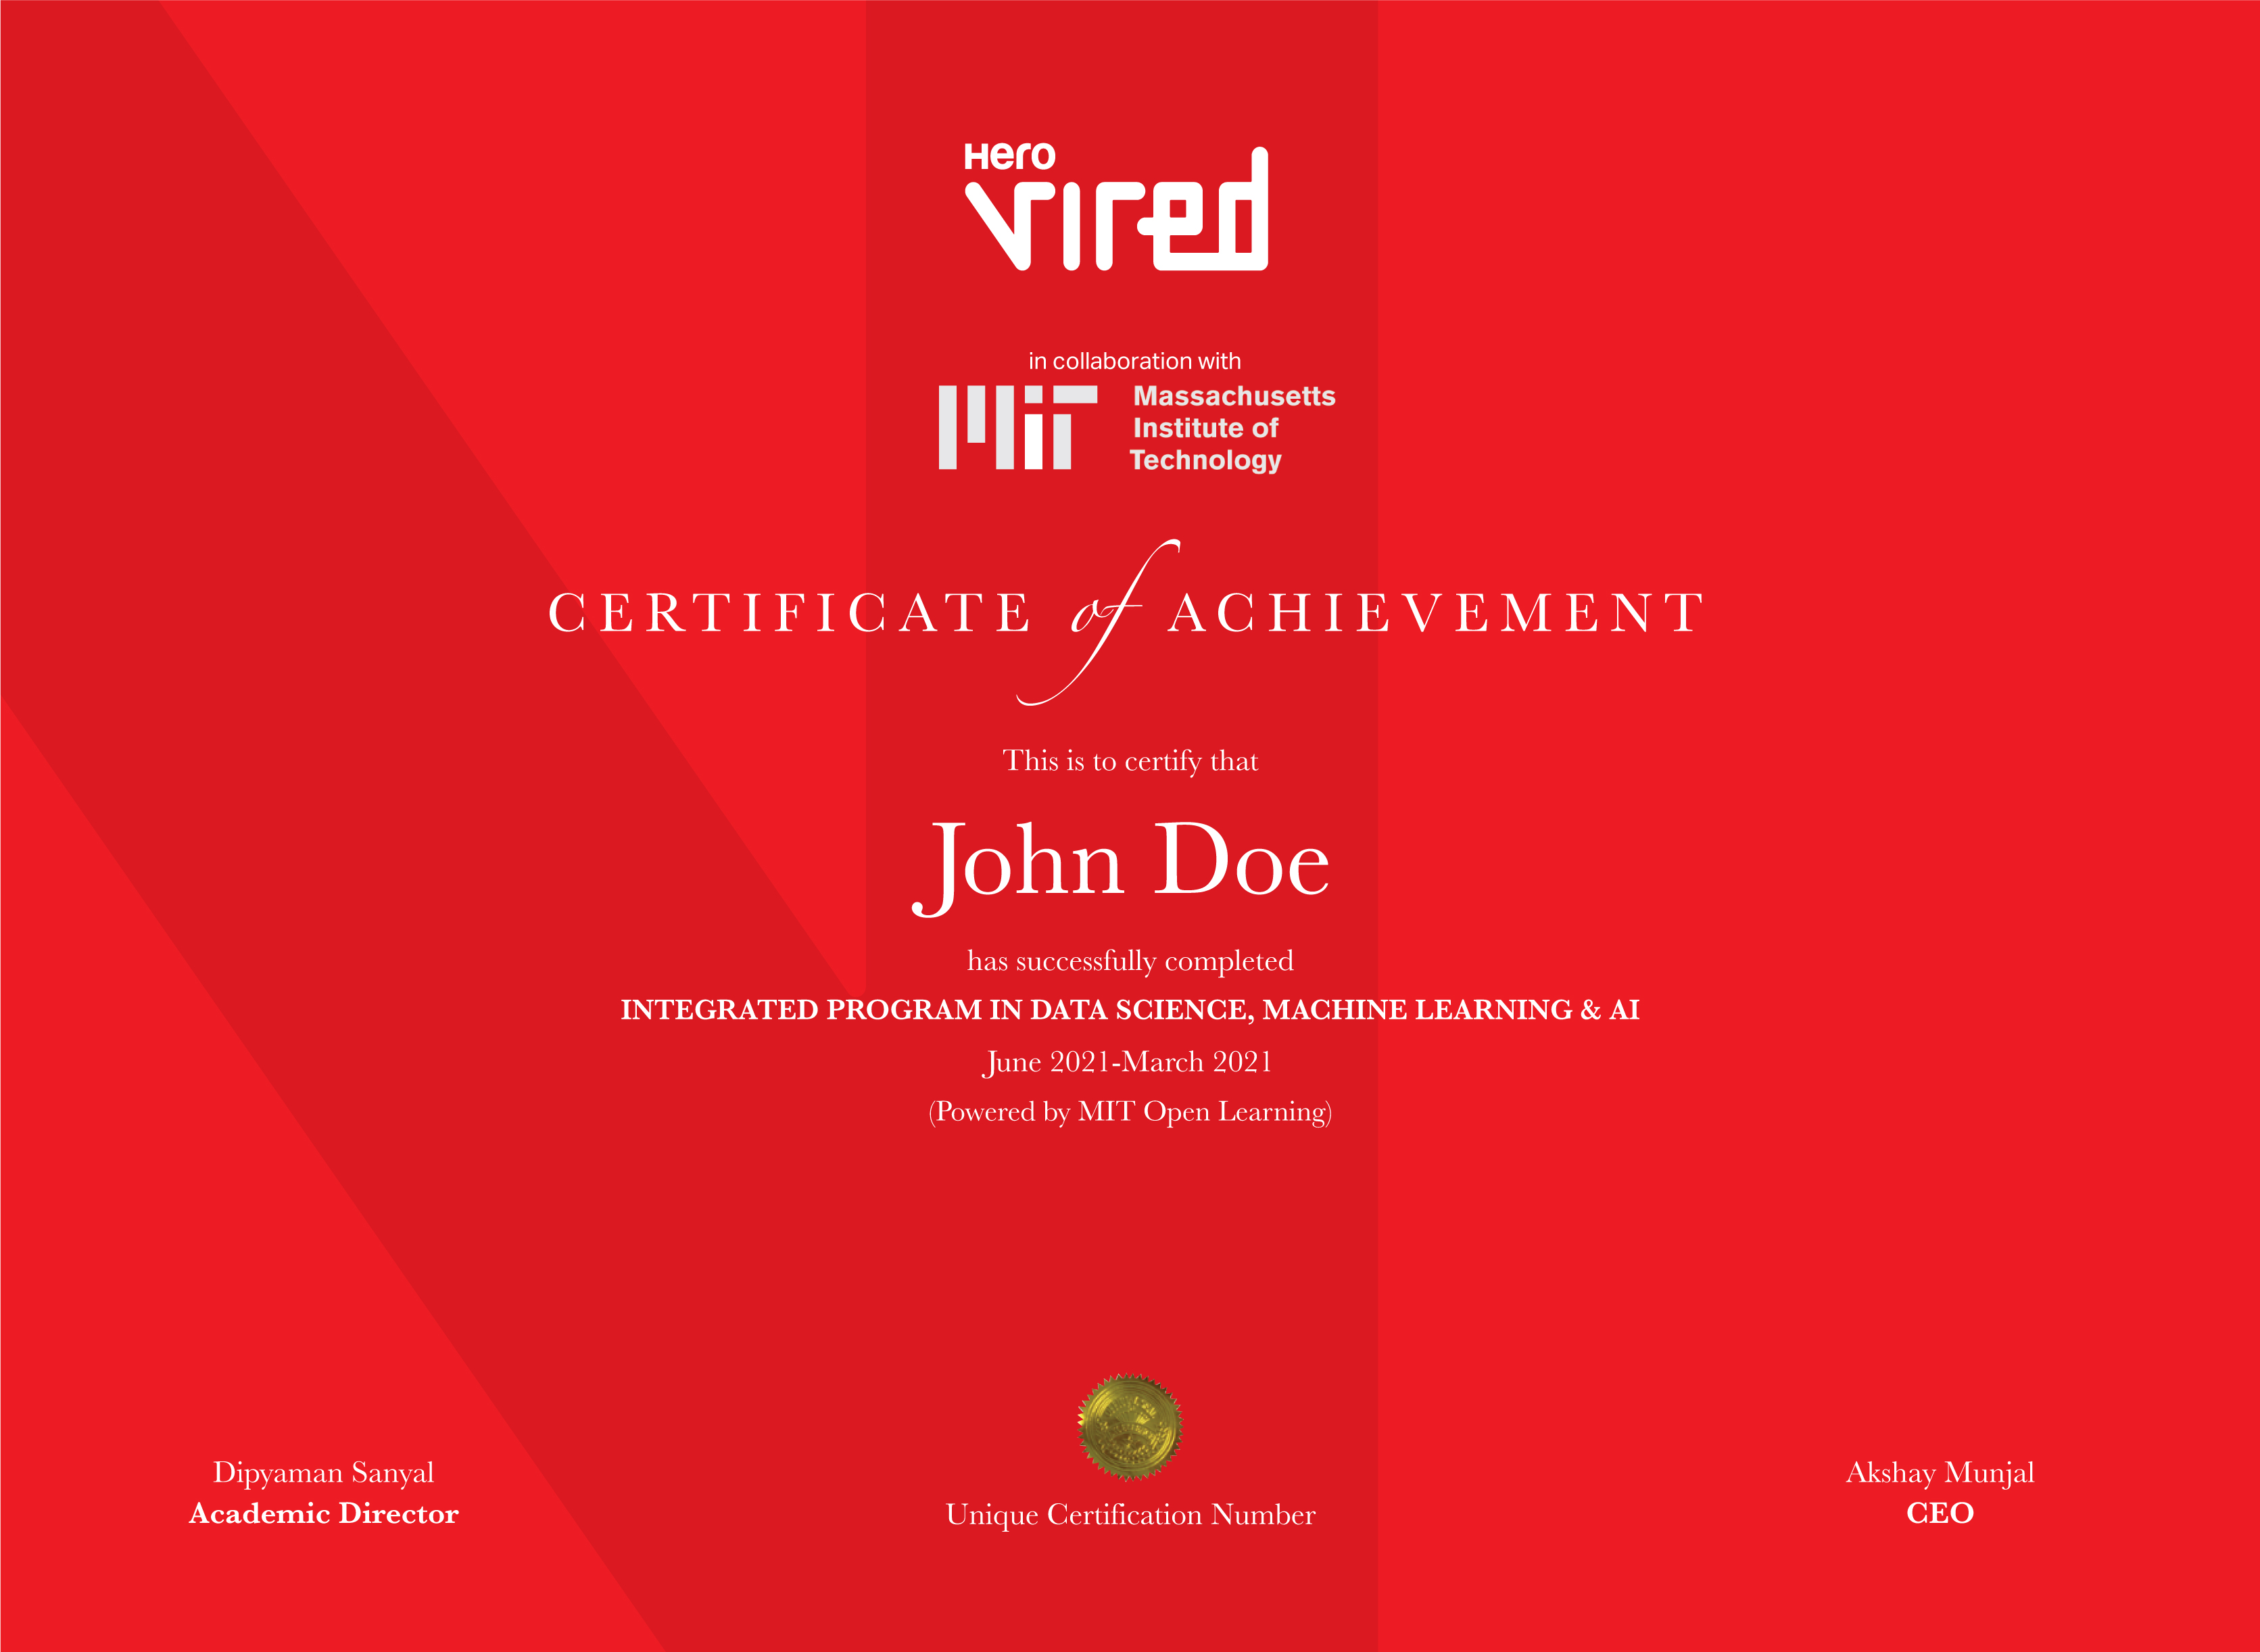 Hero
vired
in collaboration with
MIT Massachusetts
Institute of
Technology
CERTIFICATE of ACHIEVEMENT
This is to certify that
John Doe
has successfully completed
INTEGRATED PROGRAM IN DATA SCIENCE, MACHINE LEARNING & AI
June 2021-March 2021
(Powered by MIT Open Learning)
Dipyaman Sanyal
Academic Director
Unique Certification Number
Akshay Munjal
CEO